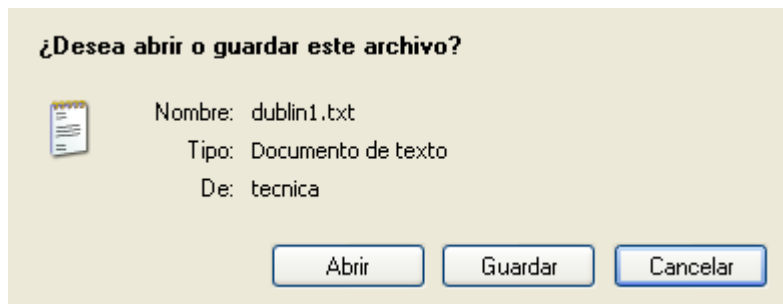 ¿Desea abrir o guardar este archivo?
Nombre: dublin1.txt
Tipo: Documento de texto
De: tecnica
Abrir Guardar Cancelar